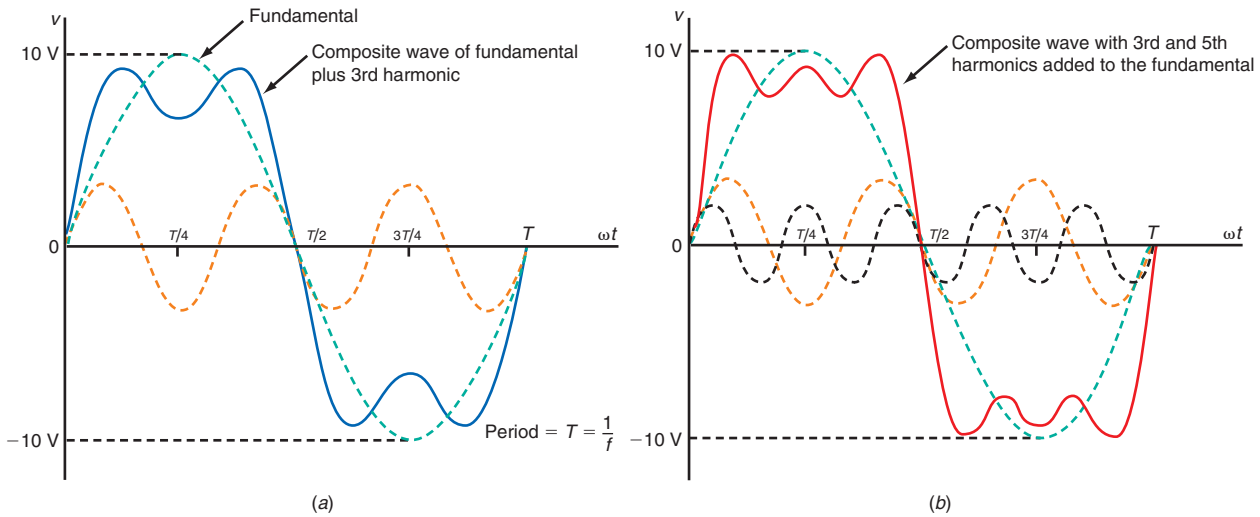 v
Fundamental
10 V
Composite wave of fundamental
plus 3rd harmonic
0
T/4
T/2
3T/4
T
ωt
−10 V
Period = T = 1/f
(a)
v
10 V
Composite wave with 3rd and 5th
harmonics added to the fundamental
0
T/4
T/2
3T/4
T
ωt
−10 V
(b)